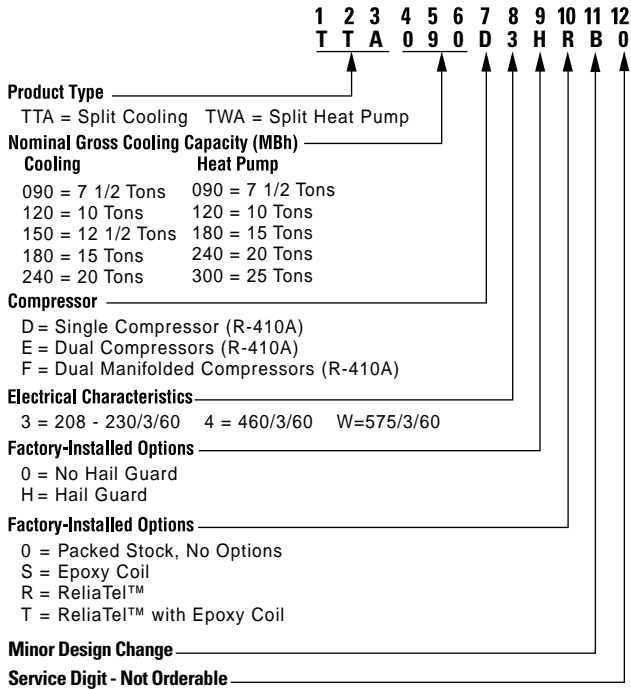 1 2 3 4 5 6 7 8 9 10 11 12
T T A 0 9 0 D 3 H R B 0
Product Type
TTA = Split Cooling TWA = Split Heat Pump
Nominal Gross Cooling Capacity (MBh)
Cooling Heat Pump
090 = 7 1/2 Tons 090 = 7 1/2 Tons
120 = 10 Tons 120 = 10 Tons
150 = 12 1/2 Tons 180 = 15 Tons
180 = 15 Tons 240 = 20 Tons
240 = 20 Tons 300 = 25 Tons
Compressor
D = Single Compressor (R-410A)
E = Dual Compressors (R-410A)
F = Dual Manifolded Compressors (R-410A)
Electrical Characteristics
3 = 208 - 230/3/60 4 = 460/3/60 W=575/3/60
Factory-Installed Options
0 = No Hail Guard
H = Hail Guard
Factory-Installed Options
0 = Packed Stock, No Options
S = Epoxy Coil
R = ReliaTel™
T = ReliaTel™ with Epoxy Coil
Minor Design Change
Service Digit - Not Orderable